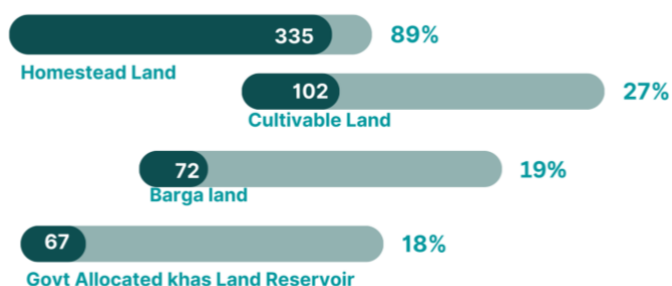 335 89%
Homestead Land
102 27%
Cultivable Land
72 19%
Barga land
67 18%
Govt Allocated khas Land Reservoir